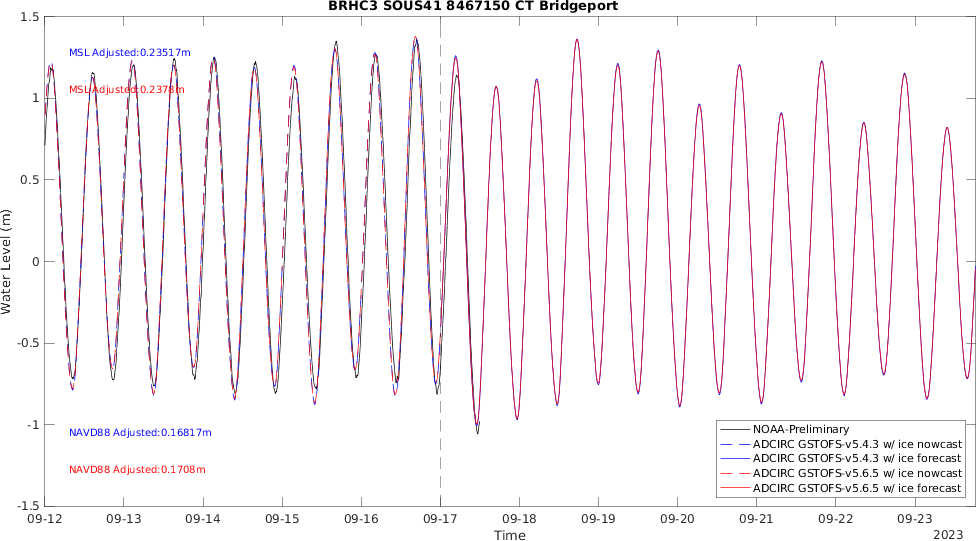 BRHC3 SOUS41 8467150 CT Bridgeport
1.5
1
0.5
0
-0.5
-1
-1.5
Water Level (m)
MSL Adjusted:0.23517m
MSL Adjusted:0.2378m
NAVD88 Adjusted:0.16817m
NAVD88 Adjusted:0.1708m
NOAA-Preliminary
ADCIRC GSTOFS-v5.4.3 w/ ice nowcast
ADCIRC GSTOFS-v5.4.3 w/ ice forecast
ADCIRC GSTOFS-v5.6.5 w/ ice nowcast
ADCIRC GSTOFS-v5.6.5 w/ ice forecast
09-12 09-13 09-14 09-15 09-16 09-17 09-18 09-19 09-20 09-21 09-22 09-23
Time
2023